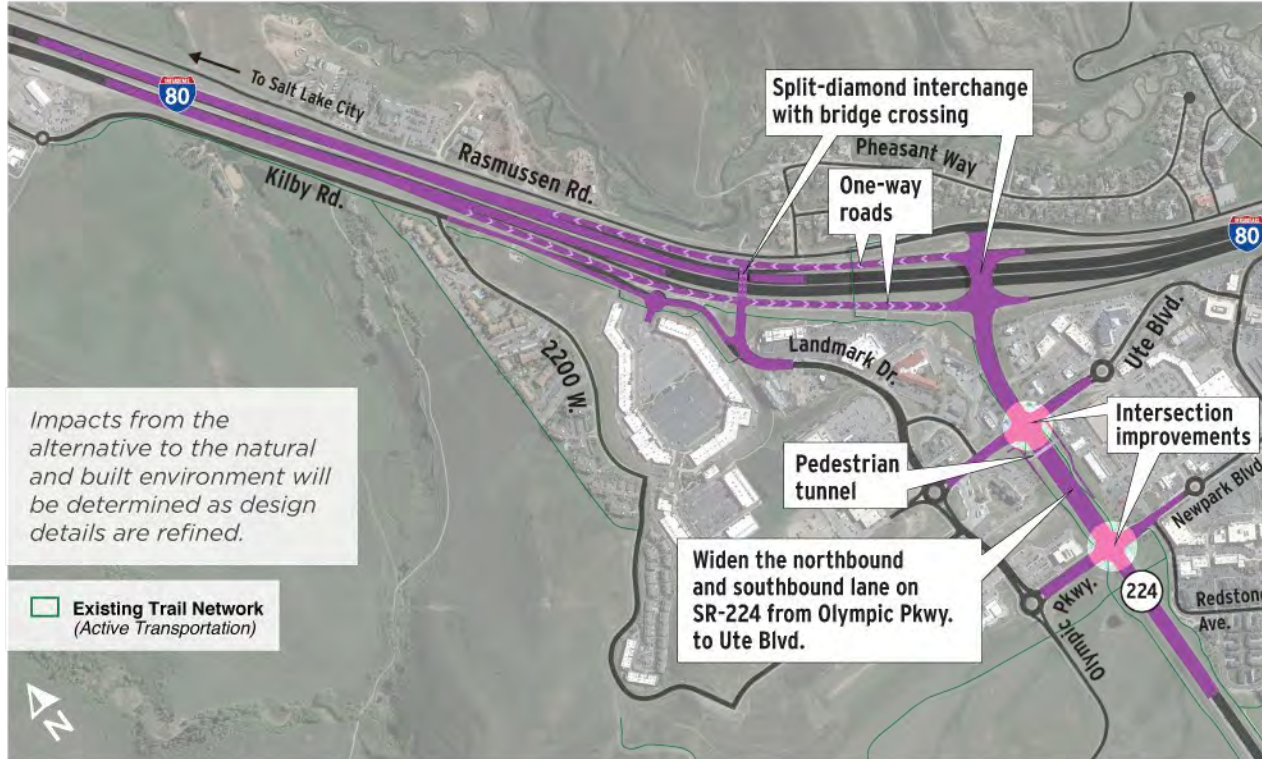 INTERSTATE
80
To Salt Lake City
Rasmussen Rd.
Kilby Rd.
Split-diamond interchange
with bridge crossing
Pheasant Way
One-way
roads
INTERSTATE
80
Ute Blvd.
2200 W.
Landmark Dr.
Intersection
improvements
Pedestrian
tunnel
Newpark Blvd.
Widen the northbound
and southbound lane on
SR-224 from Olympic Pkwy.
to Ute Blvd.
Olympic Pkwy.
224
Redstone
Ave.
Impacts from the
alternative to the natural
and built environment will
be determined as design
details are refined.
Existing Trail Network
(Active Transportation)
N